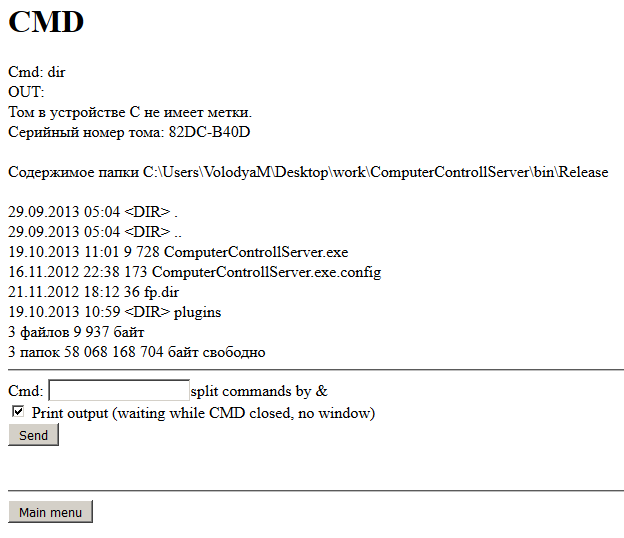 CMD
Cmd: dir
OUT:
Том в устройстве C не имеет метки.
Серийный номер тома: 82DC-B40D
Содержимое папки C:\Users\VolodyaM\Desktop\work\ComputerControllServer\bin\Release
29.09.2013 05:04 <DIR> .
29.09.2013 05:04 <DIR> ..
19.10.2013 11:01 9 728 ComputerControllServer.exe
16.11.2012 22:38 173 ComputerControllServer.exe.config
21.11.2012 18:12 36 fp.dir
19.10.2013 10:59 <DIR> plugins
3 файлов 9 937 байт
3 папок 58 068 168 704 байт свободно
Cmd: split commands by &
Print output (waiting while CMD closed, no window)
Send
Main menu